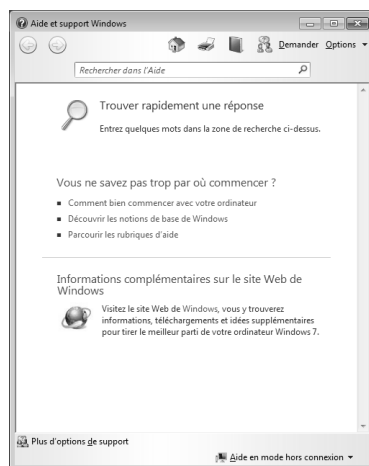 Aide et support Windows
Demander Options
Rechercher dans l'Aide
Trouver rapidement une réponse
Entrez quelques mots dans la zone de recherche ci-dessus.
Vous ne savez pas trop par où commencer ?
Comment bien commencer avec votre ordinateur
Découvrir les notions de base de Windows
Parcourir les rubriques d'aide
Informations complémentaires sur le site Web de
Windows
Visitez le site Web de Windows, vous y trouverez
informations, téléchargements et idées supplémentaires
pour tirer le meilleur parti de votre ordinateur Windows 7.
Plus d'options de support
Aide en mode hors connexion